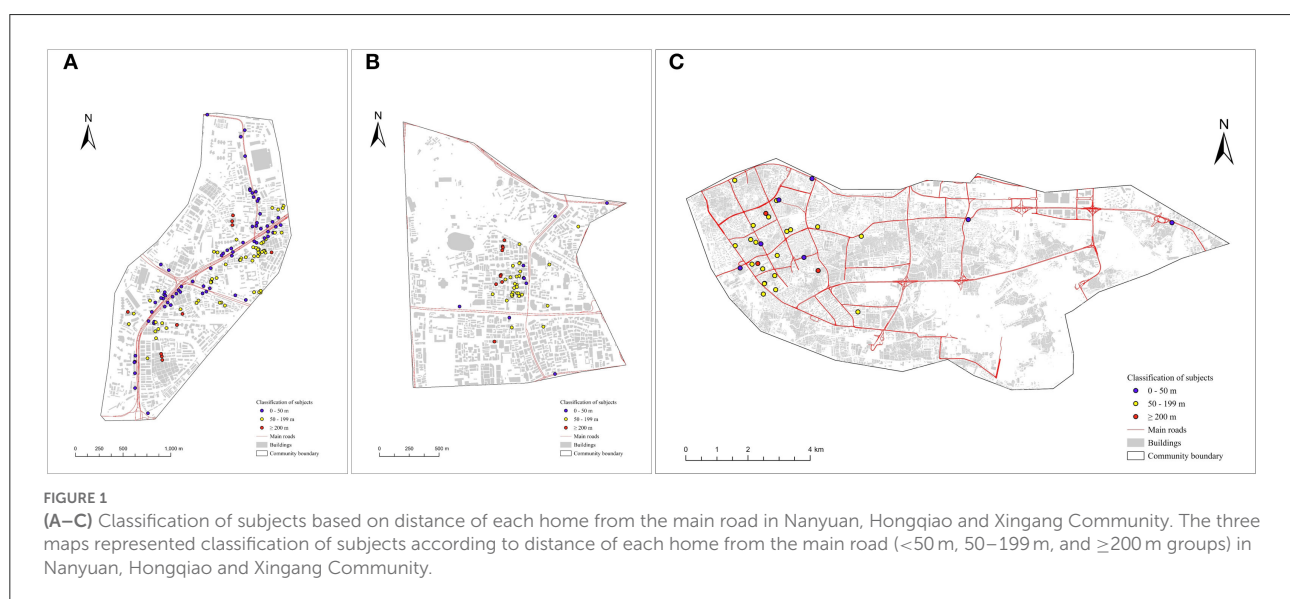 A
B
C
N
N
N
Classification of subjects
0 - 50 m
50 - 199 m
≥ 200 m
Main roads
Buildings
Community boundary
0 250 500 1,000 m
Classification of subjects
0 - 50 m
50 - 199 m
≥ 200 m
Main roads
Buildings
Community boundary
0 250 500 m
Classification of subjects
0 - 50 m
50 - 199 m
≥ 200 m
Main roads
Buildings
Community boundary
0 2 4 km
FIGURE 1
(A–C) Classification of subjects based on distance of each home from the main road in Nanyuan, Hongqiao and Xingang Community. The three
maps represented classification of subjects according to distance of each home from the main road (<50 m, 50–199 m, and ≥200 m groups) in
Nanyuan, Hongqiao and Xingang Community.